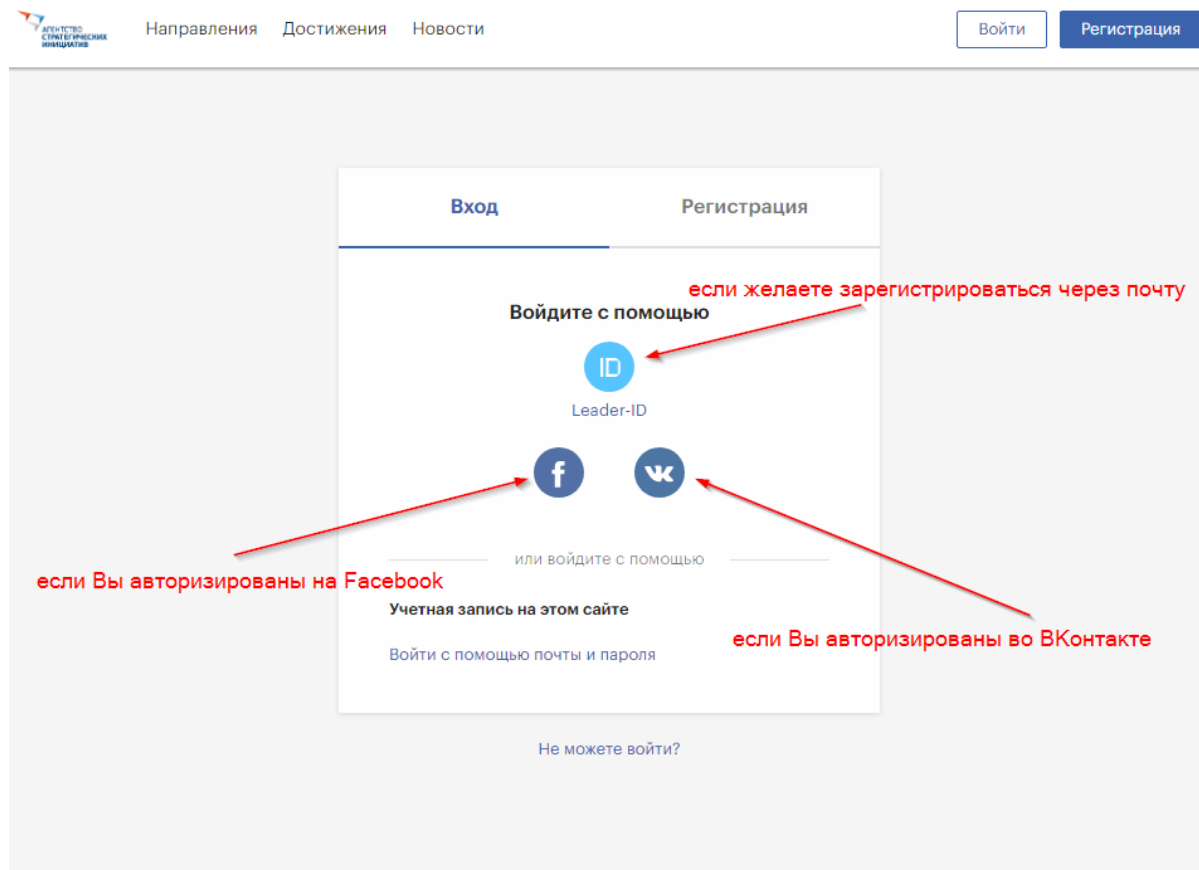 АГЕНТСТВО
СТРАТЕГИЧЕСКИХ
ИНИЦИАТИВ
Направления Достижения Новости Войти Регистрация
Вход Регистрация
если желаете зарегистрироваться через почту
Войдите с помощью
ID
Leader-ID
f
или войдите с помощью
если Вы авторизированы на Facebook
Учетная запись на этом сайте
если Вы авторизированы во ВКонтакте
Войти с помощью почты и пароля
Не можете войти?